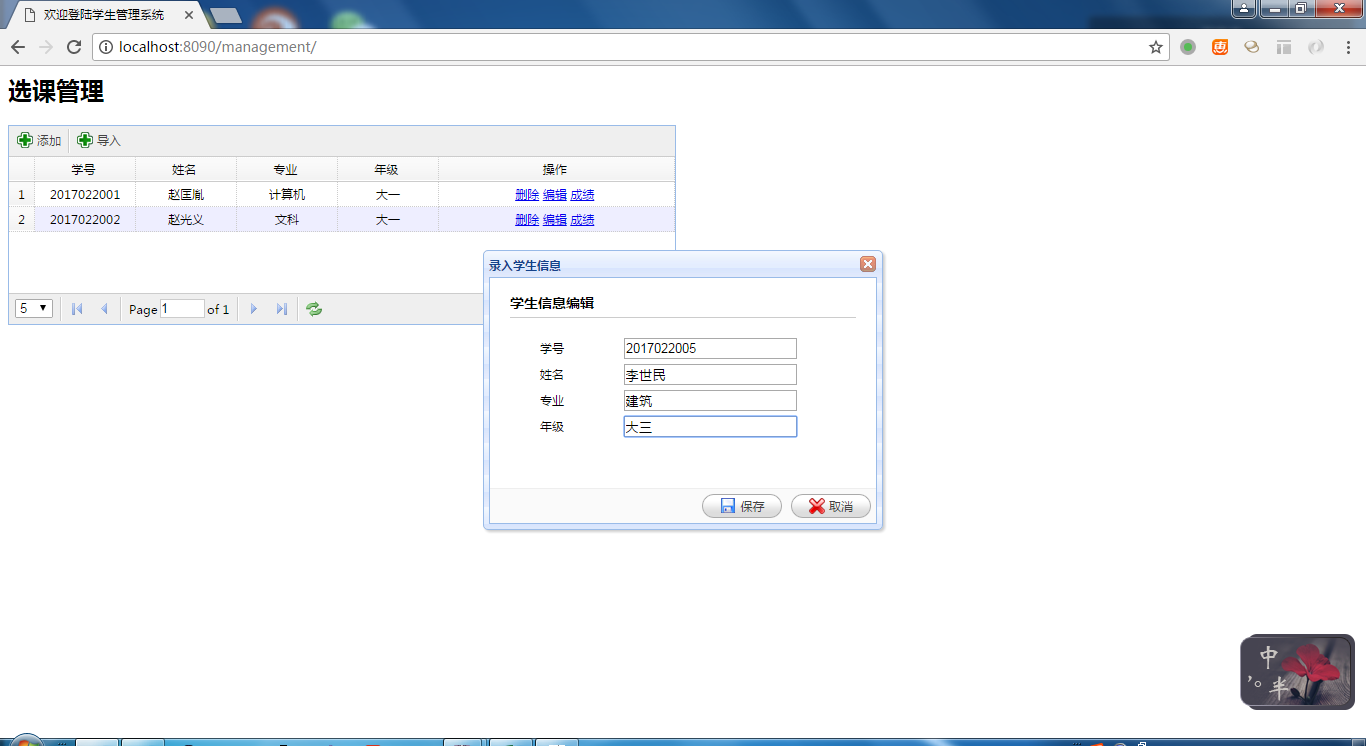 欢迎登陆学生管理系统
localhost:8090/management/
选课管理
添加 导入
学号 姓名 专业 年级 操作
1 2017022001 赵匡胤 计算机 大一 删除 编辑 成绩
2 2017022002 赵光义 文科 大一 删除 编辑 成绩
5 Page 1 of 1
录入学生信息
学生信息编辑
学号 2017022005
姓名 李世民
专业 建筑
年级 大三
保存 取消
中
半